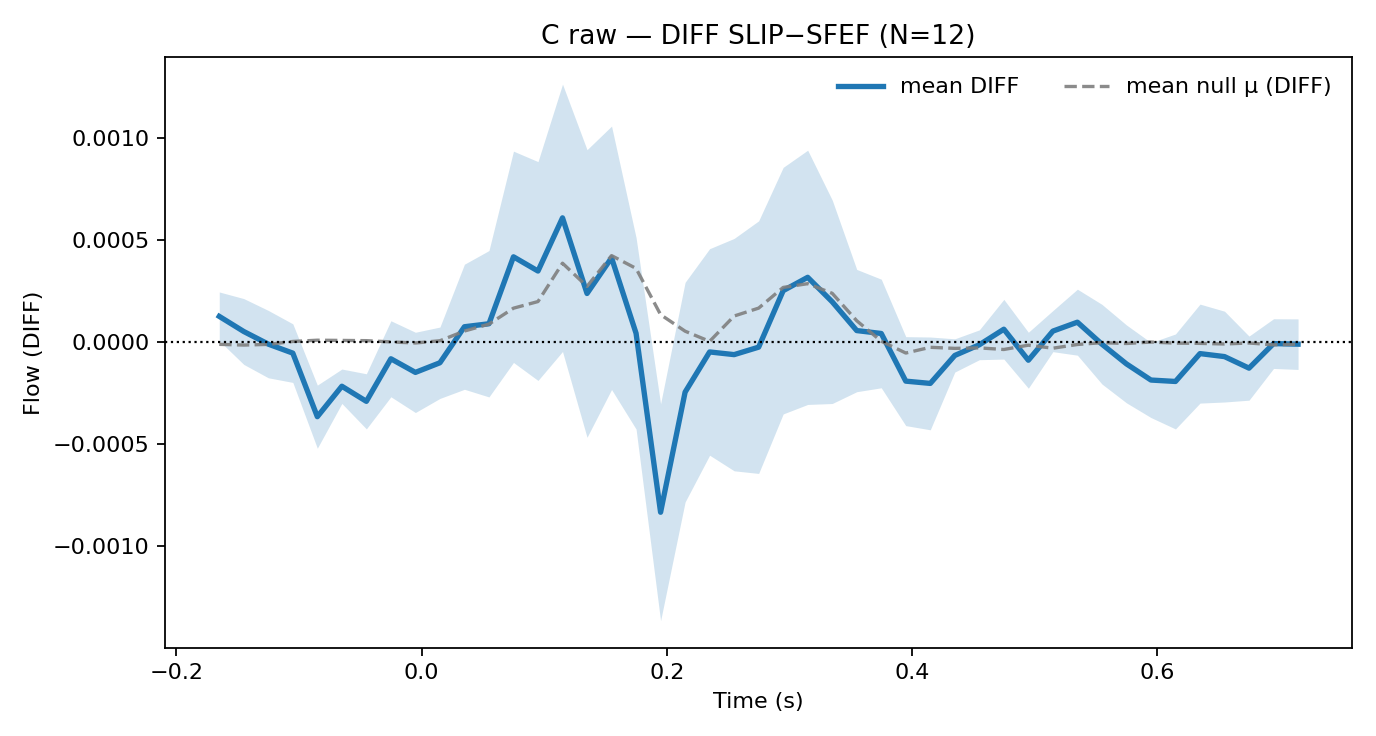 C raw — DIFF SLIP−SFEF (N=12)
mean DIFF
mean null μ (DIFF)
Flow (DIFF)
0.0010
0.0005
0.0000
−0.0005
−0.0010
−0.2
0.0
0.2
0.4
0.6
Time (s)